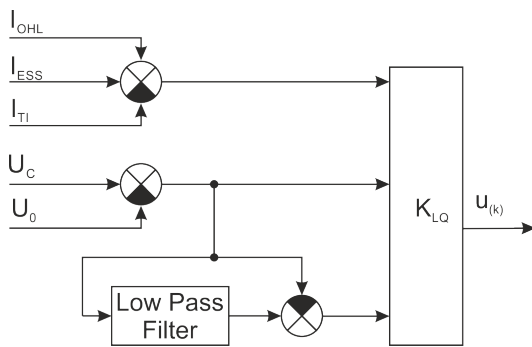 I_OHL
I_ESS
I_TI
U_C
U_0
K_LQ
u_(k)
Low Pass
Filter